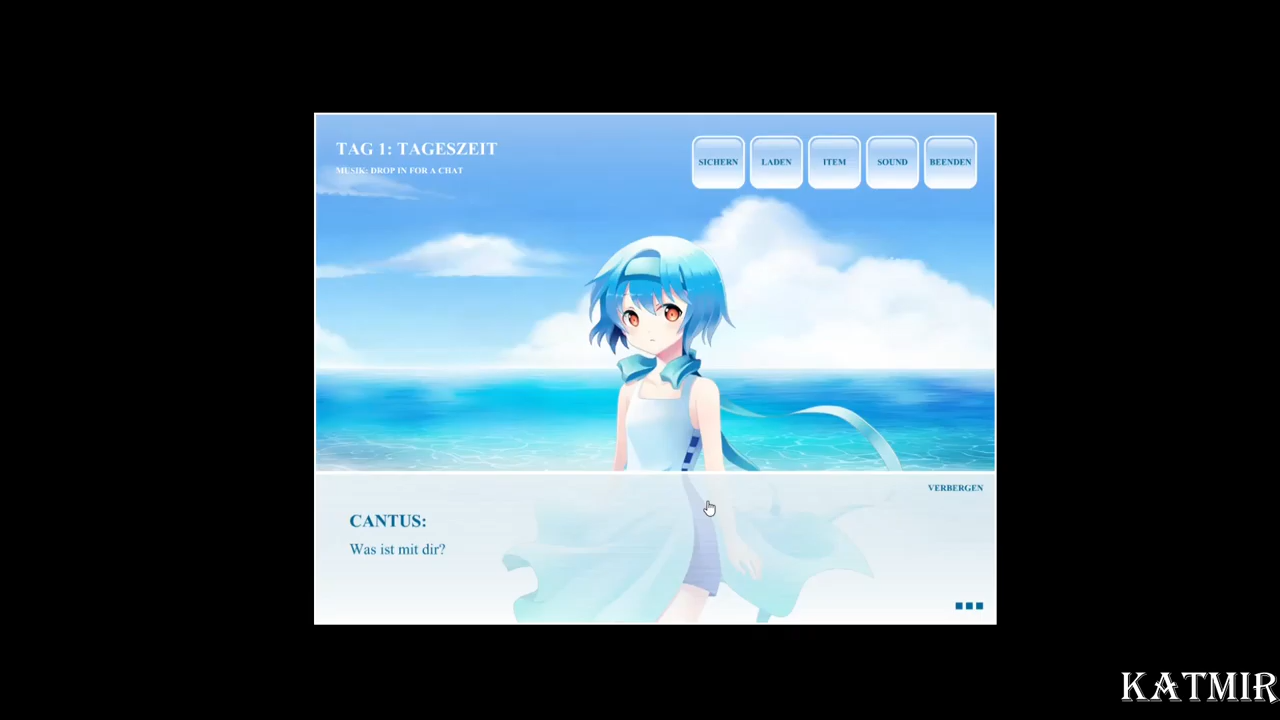 TAG 1: TAGESZEIT
MUSIK: DROP IN FOR A CHAT
SICHERN
LADEN
ITEM
SOUND
BEENDEN
VERBERGEN
CANTUS:
Was ist mit dir?
KATMIR